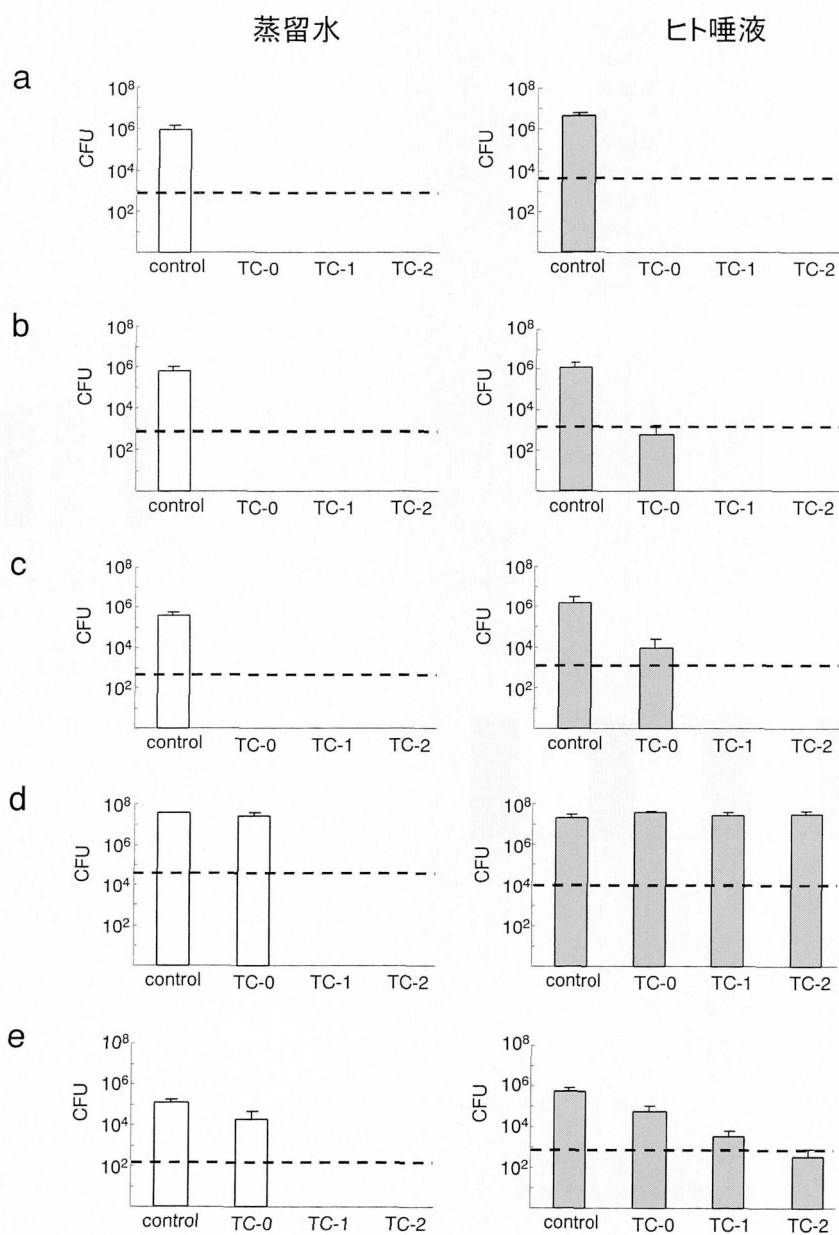 蒸留水 ヒト唾液
a
CFU 10⁸ 10⁶ 10⁴ 10² control TC-0 TC-1 TC-2
CFU 10⁸ 10⁶ 10⁴ 10² control TC-0 TC-1 TC-2
b
CFU 10⁸ 10⁶ 10⁴ 10² control TC-0 TC-1 TC-2
CFU 10⁸ 10⁶ 10⁴ 10² control TC-0 TC-1 TC-2
c
CFU 10⁸ 10⁶ 10⁴ 10² control TC-0 TC-1 TC-2
CFU 10⁸ 10⁶ 10⁴ 10² control TC-0 TC-1 TC-2
d
CFU 10⁸ 10⁶ 10⁴ 10² control TC-0 TC-1 TC-2
CFU 10⁸ 10⁶ 10⁴ 10² control TC-0 TC-1 TC-2
e
CFU 10⁸ 10⁶ 10⁴ 10² control TC-0 TC-1 TC-2
CFU 10⁸ 10⁶ 10⁴ 10² control TC-0 TC-1 TC-2